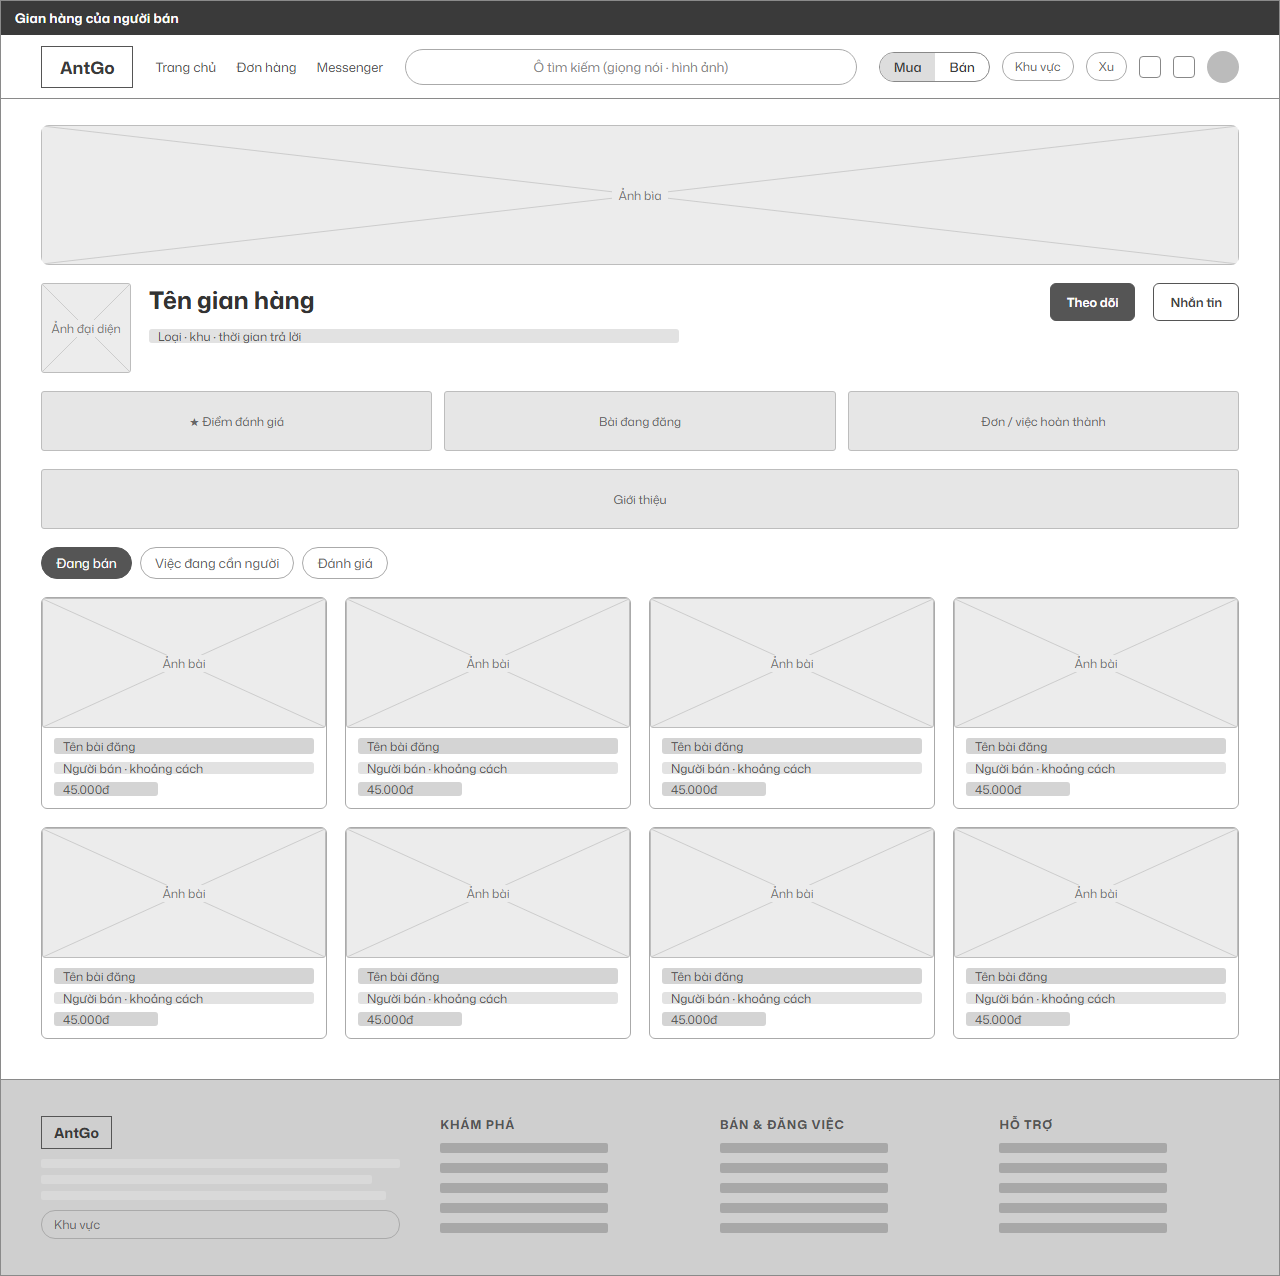 Gian hàng của người bán
AntGo
Trang chủ
Đơn hàng
Messenger
Ô tìm kiếm (giọng nói · hình ảnh)
Mua
Bán
Khu vực
Xu
Ảnh bìa
Ảnh đại diện
Tên gian hàng
Loại · khu · thời gian trả lời
Theo dõi
Nhắn tin
★ Điểm đánh giá
Bài đang đăng
Đơn / việc hoàn thành
Giới thiệu
Đang bán
Việc đang cần người
Đánh giá
Ảnh bài
Ảnh bài
Ảnh bài
Ảnh bài
Tên bài đăng
Tên bài đăng
Tên bài đăng
Tên bài đăng
Người bán · khoảng cách
Người bán · khoảng cách
Người bán · khoảng cách
Người bán · khoảng cách
45.000đ
45.000đ
45.000đ
45.000đ
Ảnh bài
Ảnh bài
Ảnh bài
Ảnh bài
Tên bài đăng
Tên bài đăng
Tên bài đăng
Tên bài đăng
Người bán · khoảng cách
Người bán · khoảng cách
Người bán · khoảng cách
Người bán · khoảng cách
45.000đ
45.000đ
45.000đ
45.000đ
AntGo
Khu vực
KHÁM PHÁ
BÁN & ĐĂNG VIỆC
HỖ TRỢ